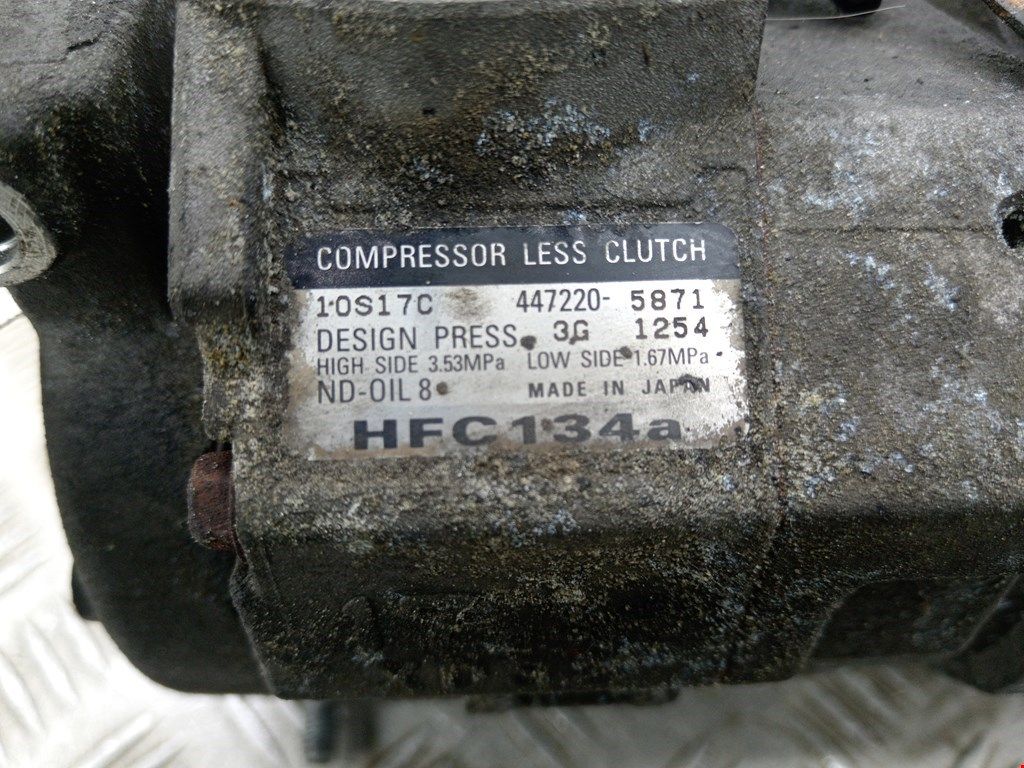 COMPRESSOR LESS CLUTCH
10S17C 447220- 5871
DESIGN PRESS. 3G 1254
HIGH SIDE 3.53MPa LOW SIDE 1.67MPa
ND-OIL 8 MADE IN JAPAN
HFC134a